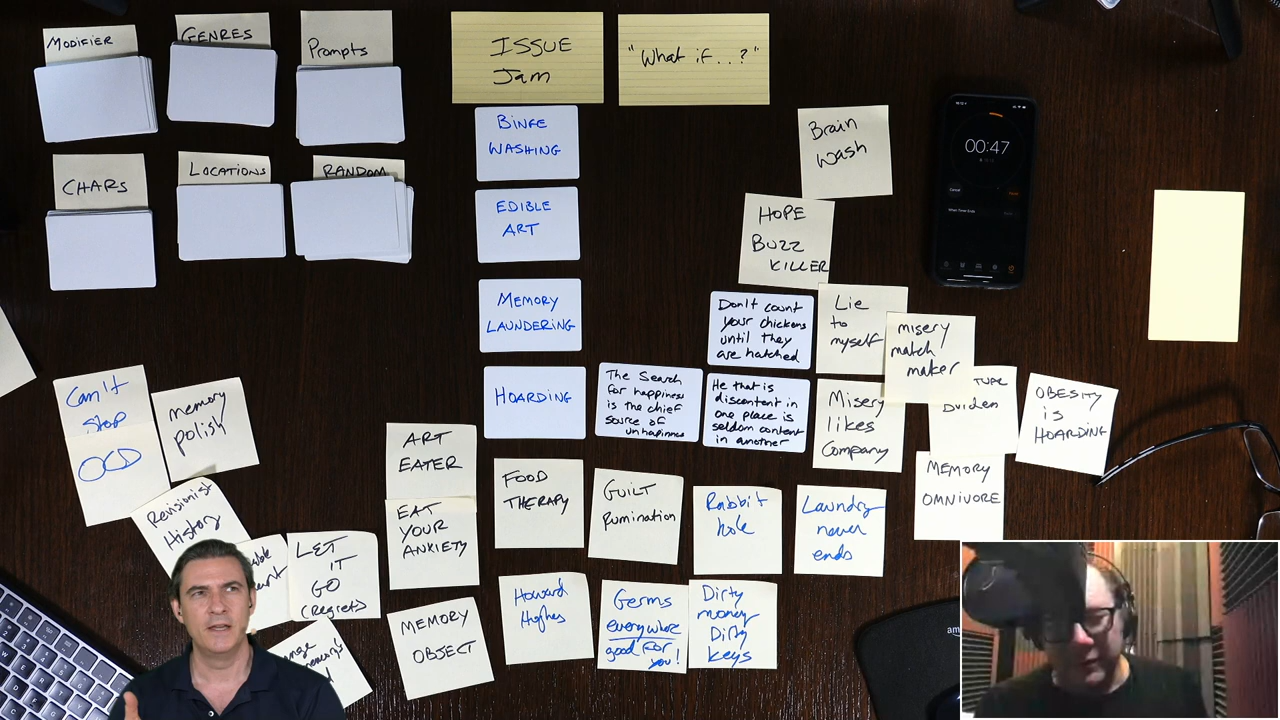 MODIFIER
GENRES
Prompts
CHARS
LOCATIONS
RANDOM
ISSUE
Jam
"What if..?"
BINGE
WASHING
EDIBLE
ART
MEMORY
LAUNDERING
HOARDING
The Search
for happiness
is the chief
source of
unhappiness
Don't count
your chickens
until they
are hatched
He that is
discontent in
one place is
seldom content
in another
Brain
Wash
HOPE
BUZZ
KILLER
Lie
to
myself
misery
match
maker
Misery
likes
Company
OBESITY
IS
HOARDING
MEMORY
OMNIVORE
00:47
Can't
stop
OCD
Memory
polish
Revisionist
History
LET
IT
GO
(regrets)
ART
EATER
EAT
YOUR
ANXIETY
MEMORY
OBJECT
FOOD
THERAPY
GUILT
Rumination
Rabbit
hole
Laundry
never
ends
Howard
Hughes
Germs
everywhere
good for
you!
Dirty
money
Dirty
keys